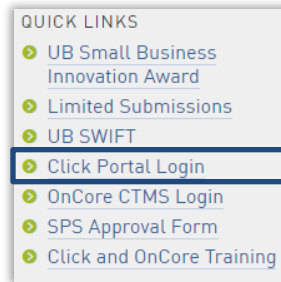 QUICK LINKS
UB Small Business
Innovation Award
Limited Submissions
UB SWIFT
Click Portal Login
OnCore CTMS Login
SPS Approval Form
Click and OnCore Training